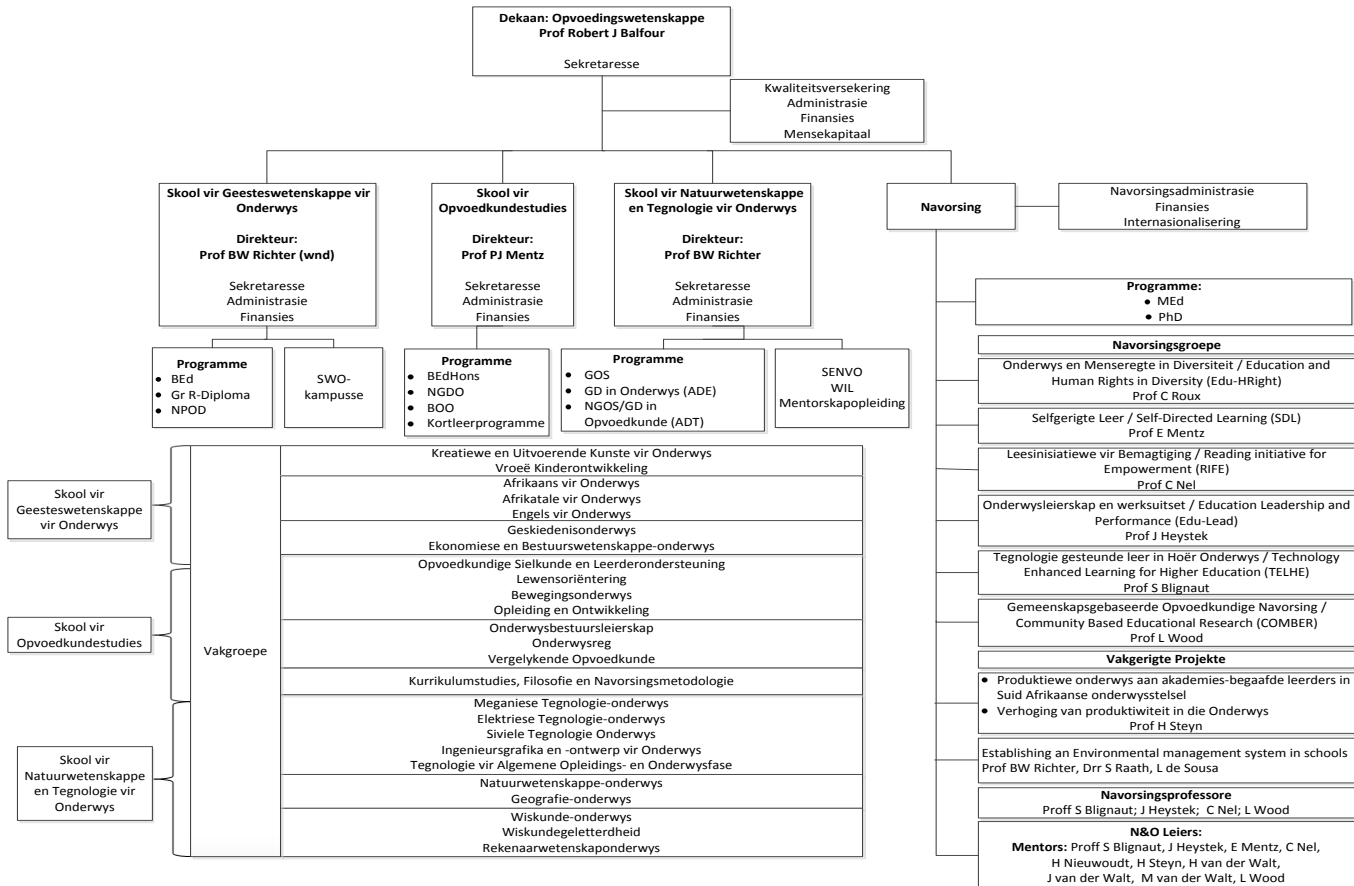 Dekaan: Opvoedingswetenskappe
Prof Robert J Balfour
Sekretaresse
Kwaliteitsversekering
Administrasie
Finansies
Mensekapitaal
Skool vir Geesteswetenskappe vir
Onderwys
Direkteur:
Prof BW Richter (wnd)
Sekretaresse
Administrasie
Finansies
Skool vir
Opvoedkundestudies
Direkteur:
Prof PJ Mentz
Sekretaresse
Administrasie
Finansies
Skool vir Natuurwetenskappe
en Tegnologie vir Onderwys
Direkteur:
Prof BW Richter
Sekretaresse
Administrasie
Finansies
Navorsing
Navorsingsadministrasie
Finansies
Internasionalisering
Programme
• BEd
• Gr R-Diploma
• NPOD
SWO-
kampusse
Programme
• BEdHons
• NGDO
• BOO
• Kortleerprogramme
Programme
• GOS
• GD in Onderwys (ADE)
• NGOS/GD in
Opvoedkunde (ADT)
SENVO
WIL
Mentorskapopleiding
Skool vir
Geesteswetenskappe
vir Onderwys
Skool vir
Opvoedkundestudies
Skool vir
Natuurwetenskappe
en Tegnologie vir
Onderwys
Vakgroepe
Kreatiewe en Uitvoerende Kunste vir Onderwys
Vroeë Kinderontwikkeling
Afrikaans vir Onderwys
Afrikatale vir Onderwys
Engels vir Onderwys
Geskiedenisonderwys
Ekonomiese en Bestuurswetenskappe-onderwys
Opvoedkundige Sielkunde en Leerderondersteuning
Lewensoriëntering
Bewegingsonderwys
Opleiding en Ontwikkeling
Onderwysbestuursleierskap
Onderwysreg
Vergelykende Opvoedkunde
Kurrikulumstudies, Filosofie en Navorsingsmetodologie
Meganiese Tegnologie-onderwys
Elektriese Tegnologie-onderwys
Siviele Tegnologie Onderwys
Ingenieursgrafika en -ontwerp vir Onderwys
Tegnologie vir Algemene Opleidings- en Onderwysfase
Natuurwetenskappe-onderwys
Geografie-onderwys
Wiskunde-onderwys
Wiskundegeletterdheid
Rekenaarwetenskaponderwys
Programme:
• MEd
• PhD
Navorsingsgroepe
Onderwys en Menseregte in Diversiteit / Education and
Human Rights in Diversity (Edu-HRight)
Prof C Roux
Selfgerigte Leer / Self-Directed Learning (SDL)
Prof E Mentz
Leesinisiatiewe vir Bemagtiging / Reading initiative for
Empowerment (RIFE)
Prof C Nel
Onderwysleierskap en werksuitset / Education Leadership and
Performance (Edu-Lead)
Prof J Heystek
Tegnologie gesteunde leer in Hoër Onderwys / Technology
Enhanced Learning for Higher Education (TELHE)
Prof S Blignaut
Gemeenskapsgebaseerde Opvoedkundige Navorsing /
Community Based Educational Research (COMBER)
Prof L Wood
Vakgerigte Projekte
• Produktiewe onderwys aan akademies-begaafde leerders in
Suid Afrikaanse onderwysstelsel
• Verhoging van produktiwiteit in die Onderwys
Prof H Steyn
Establishing an Environmental management system in schools
Prof BW Richter, Drr S Raath, L de Sousa
Navorsingsprofessore
Proff S Blignaut; J Heystek; C Nel; L Wood
N&O Leiers:
Mentors: Proff S Blignaut, J Heystek, E Mentz, C Nel,
H Nieuwoudt, H Steyn, H van der Walt,
J van der Walt, M van der Walt, L Wood